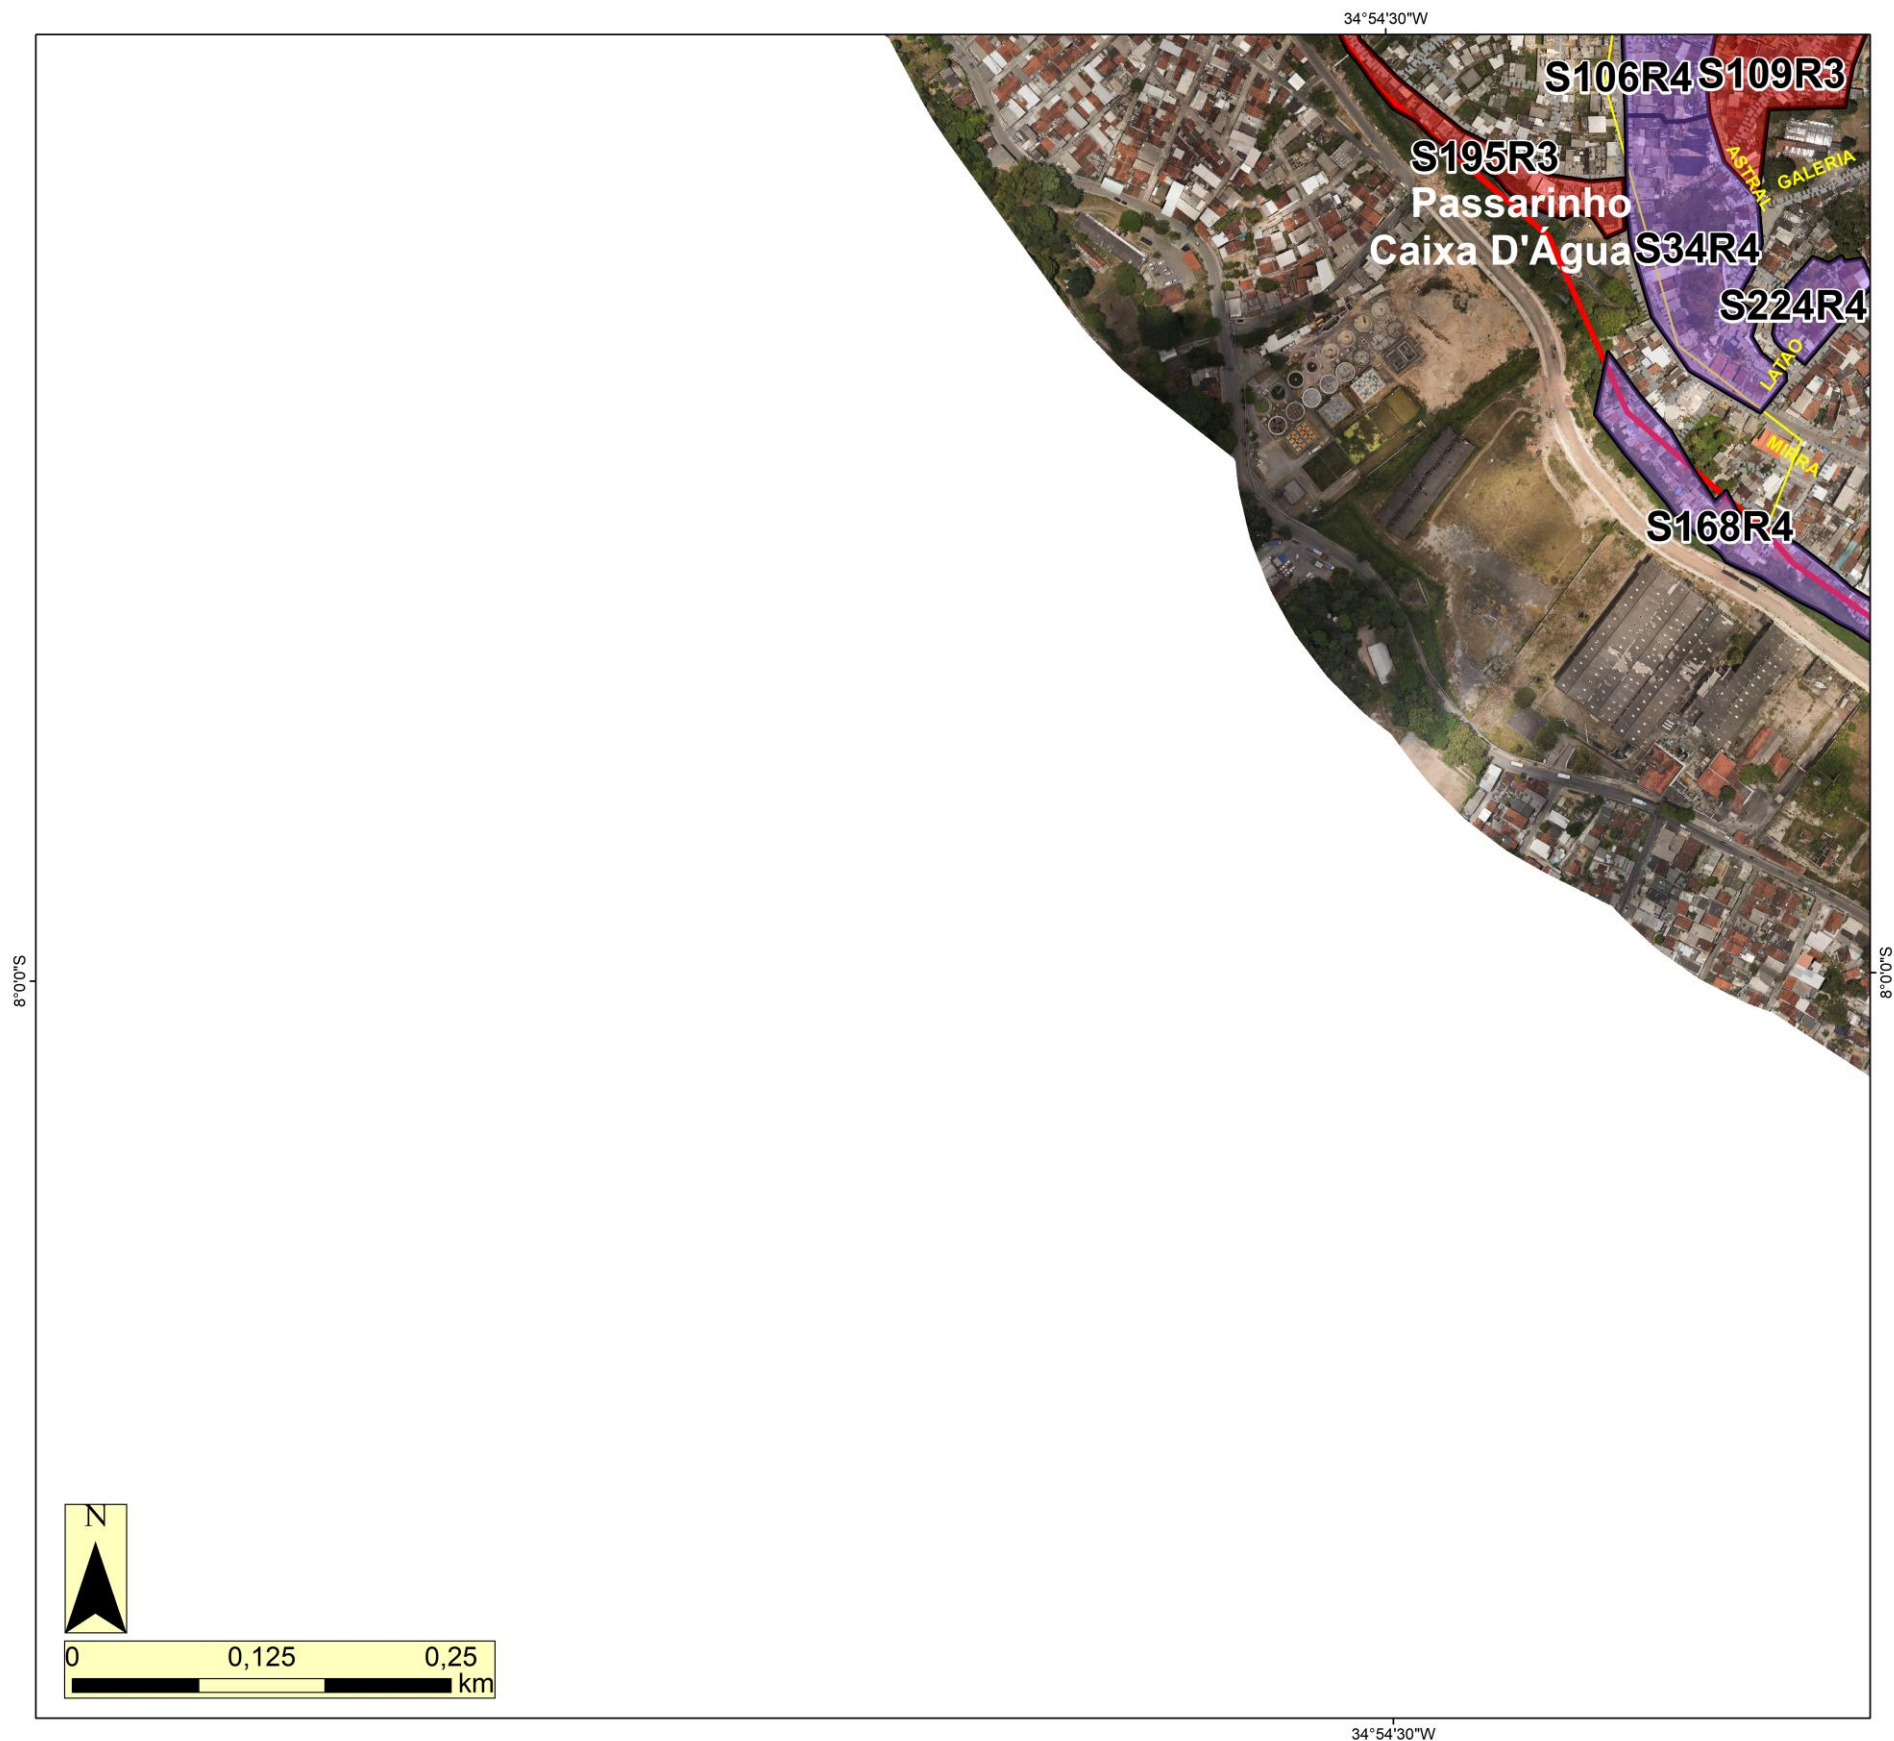 34°54'30"W
S106R4
S109R3
S195R3
ASTRAL
GALERIA
Passarinho
Caixa D'Água
S34R4
S224R4
LATAO
MIRRA
S168R4
8°0'0"S
8°0'0"S
N
0 0,125 0,25
km
34°54'30"W